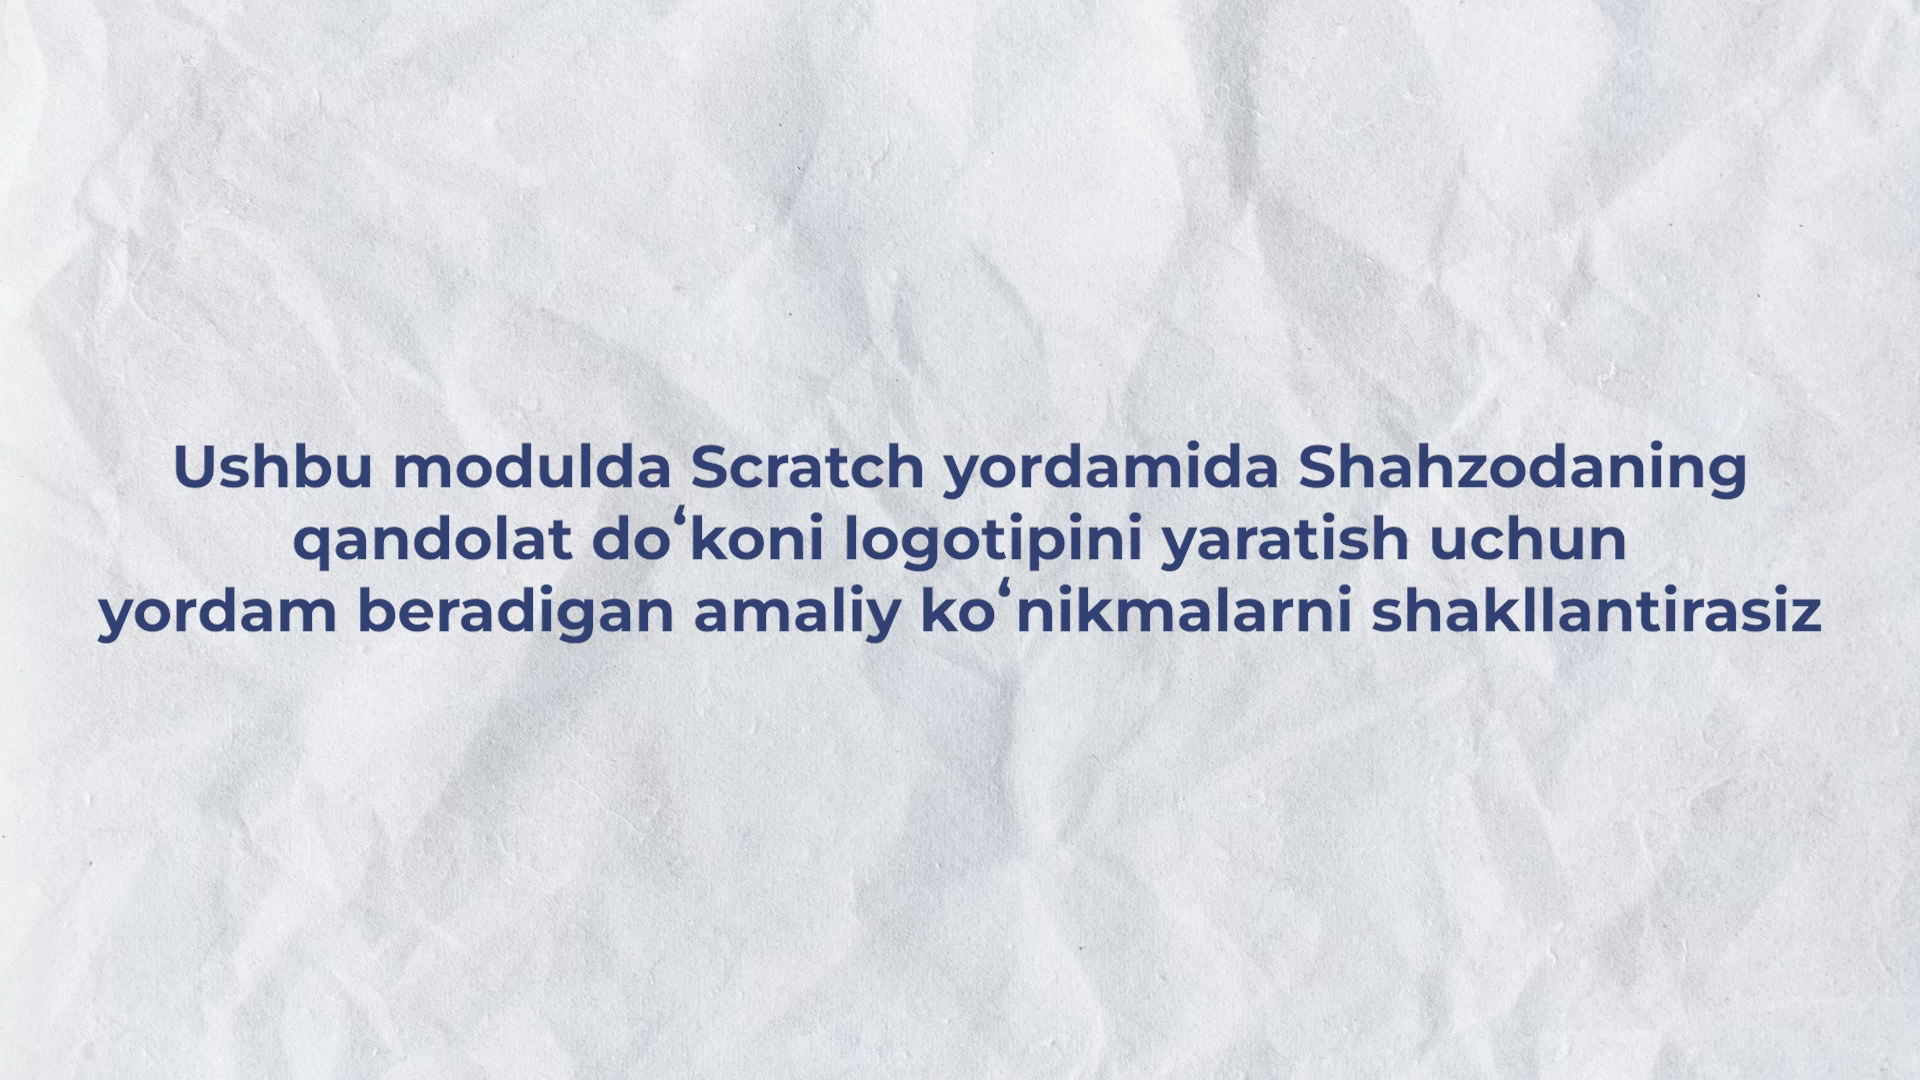 Ushbu modulda Scratch yordamida Shahzodaning
qandolat doʻkoni logotipini yaratish uchun
yordam beradigan amaliy koʻnikmalarni shakllantirasiz